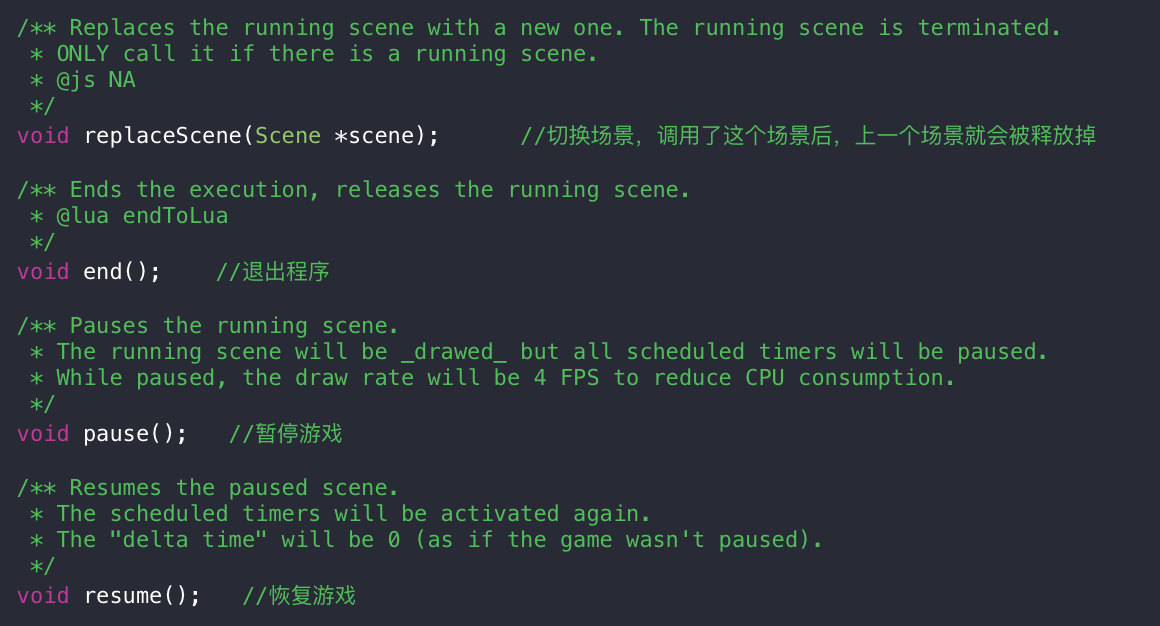 /** Replaces the running scene with a new one. The running scene is terminated.
 * ONLY call it if there is a running scene.
 * @js NA
 */
void replaceScene(Scene *scene);      //切换场景，调用了这个场景后，上一个场景就会被释放掉

/** Ends the execution, releases the running scene.
 * @lua endToLua
 */
void end();    //退出程序

/** Pauses the running scene.
 * The running scene will be _drawed_ but all scheduled timers will be paused.
 * While paused, the draw rate will be 4 FPS to reduce CPU consumption.
 */
void pause();   //暂停游戏

/** Resumes the paused scene.
 * The scheduled timers will be activated again.
 * The "delta time" will be 0 (as if the game wasn't paused).
 */
void resume();   //恢复游戏